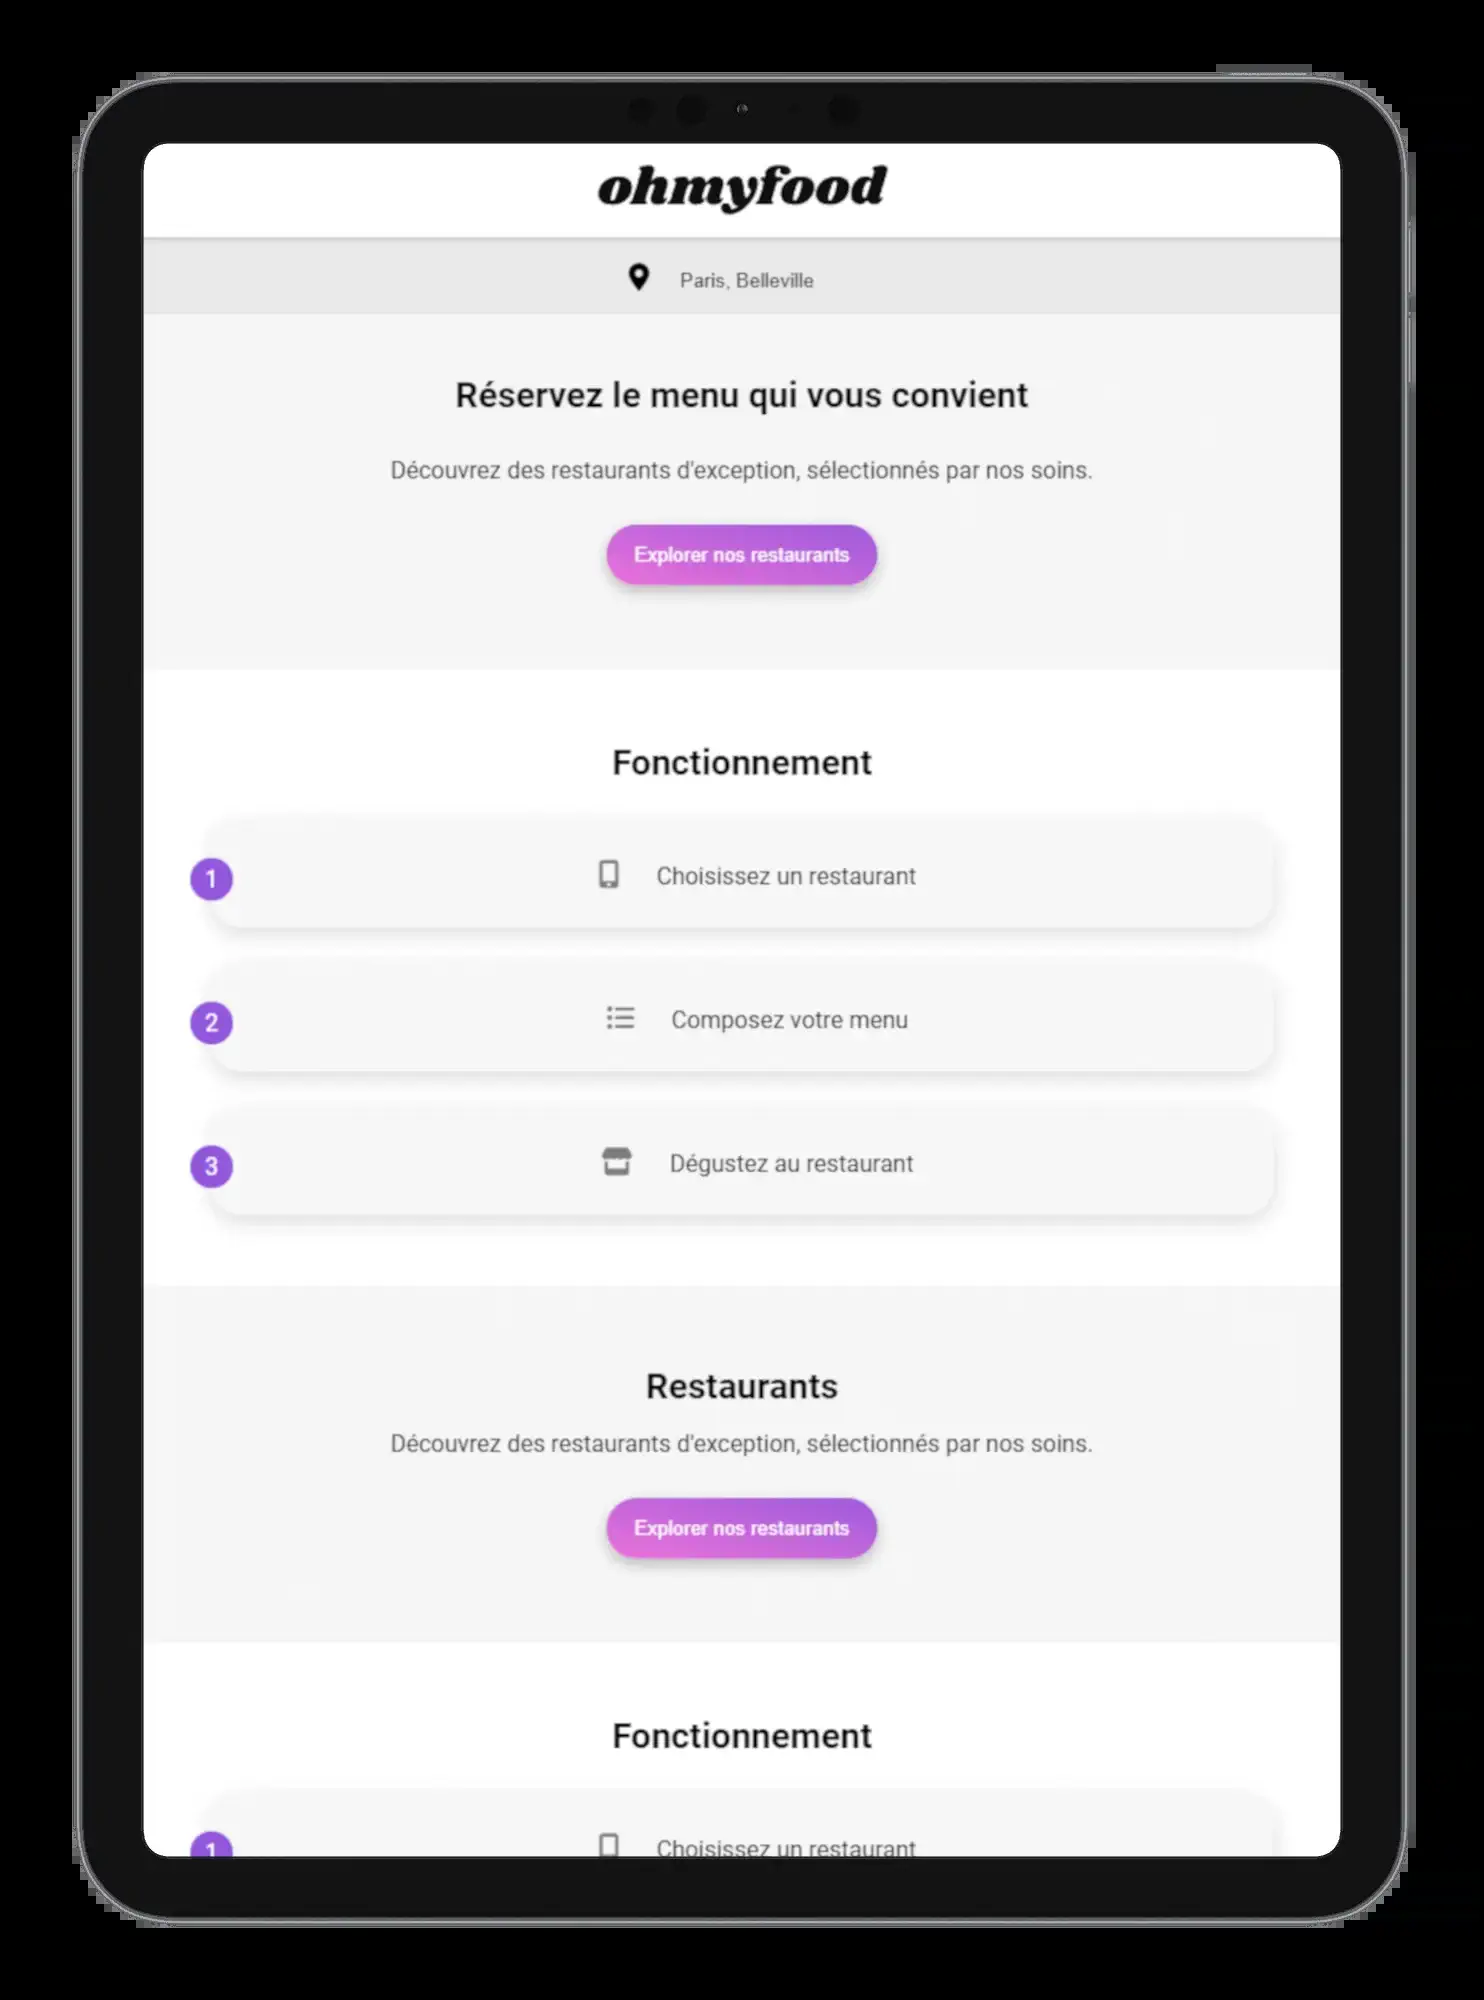 ohmyfood
Paris, Belleville
Réservez le menu qui vous convient
Découvrez des restaurants d'exception, sélectionnés par nos soins.
Explorer nos restaurants
Fonctionnement
1 Choisissez un restaurant
2 Composez votre menu
3 Dégustez au restaurant
Restaurants
Découvrez des restaurants d'exception, sélectionnés par nos soins.
Explorer nos restaurants
Fonctionnement
1 Choisissez un restaurant